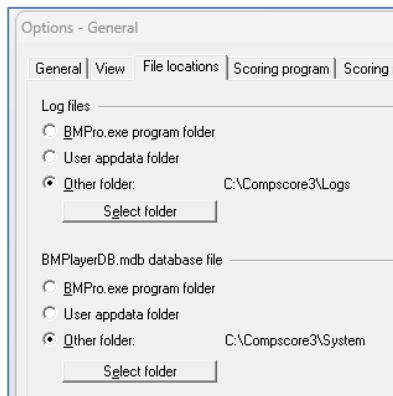 Options - General
General View File locations Scoring program Scoring
Log files
BMPro.exe program folder
User appdata folder
Other folder: C:\Compscore3\Logs
Select folder
BMPlayerDB.mdb database file
BMPro.exe program folder
User appdata folder
Other folder: C:\Compscore3\System
Select folder